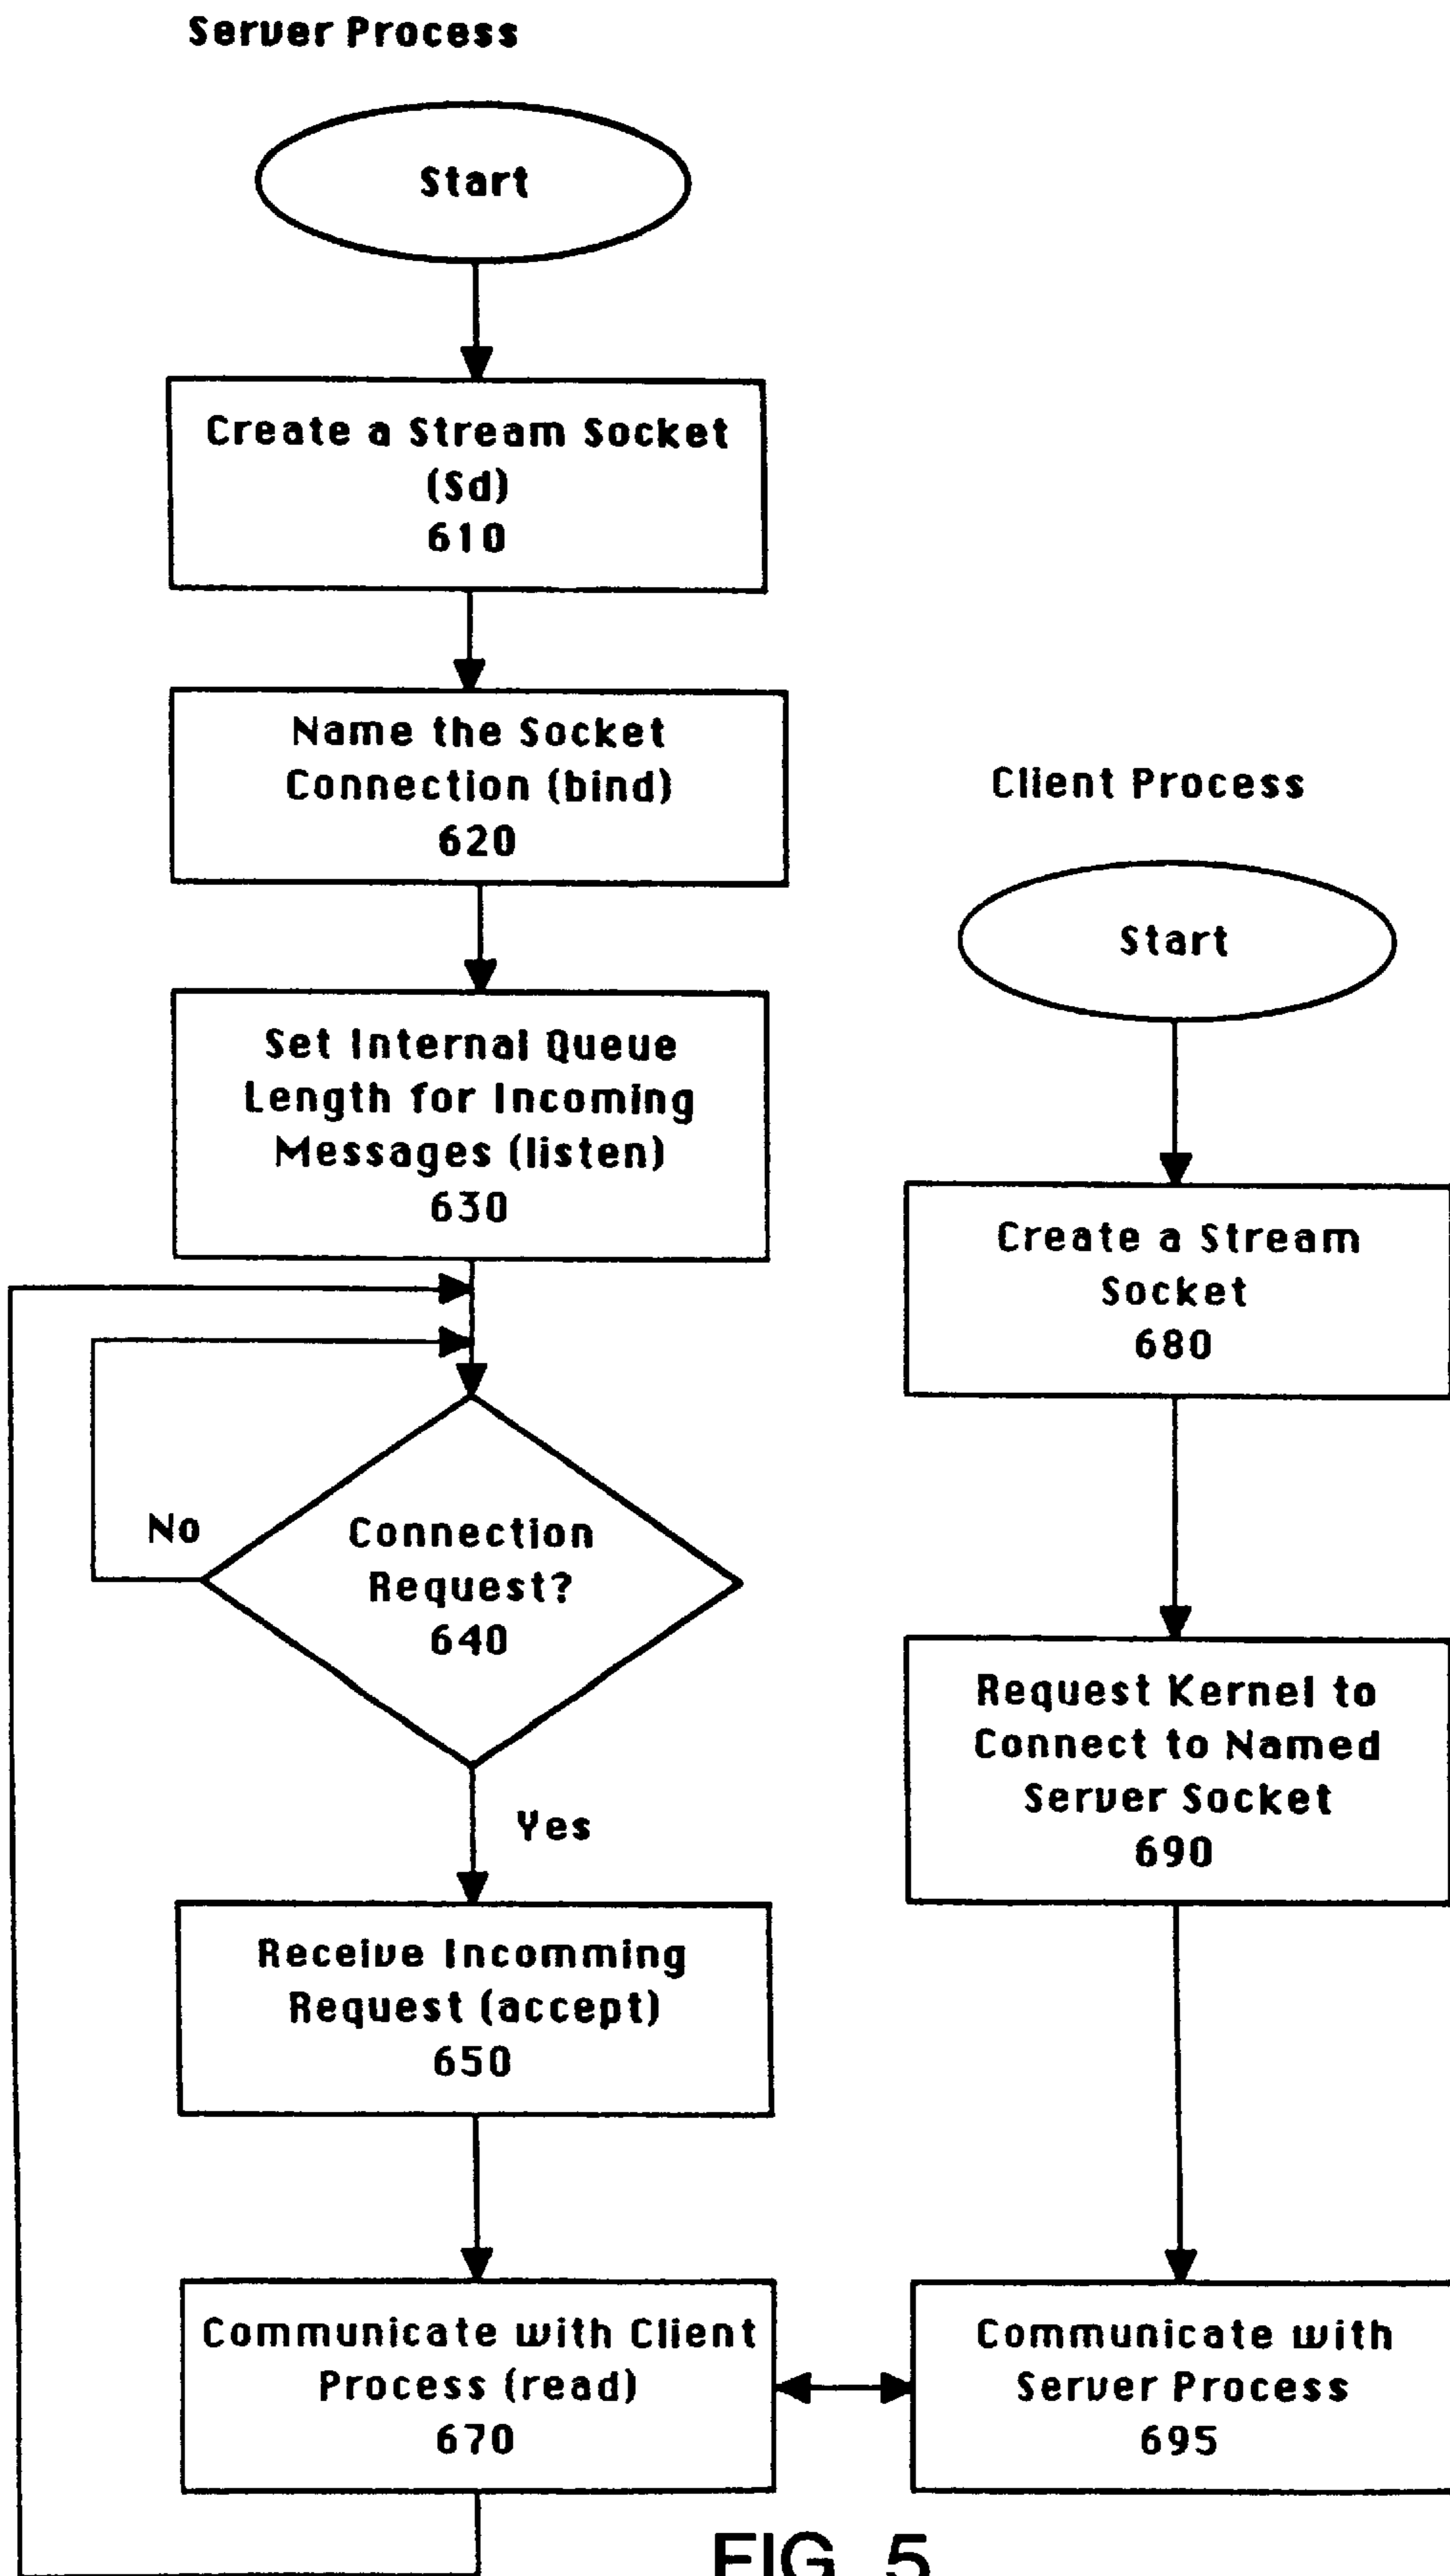 Server Process
Start
Create a Stream Socket
(Sd)
610
Name the Socket
Connection (bind)
620
Set Internal Queue
Length for Incoming
Messages (listen)
630
Connection
Request?
640
No
Yes
Receive Incomming
Request (accept)
650
Communicate with Client
Process (read)
670
Client Process
Start
Create a Stream
Socket
680
Request Kernel to
Connect to Named
Server Socket
690
Communicate with
Server Process
695
FIG. 5